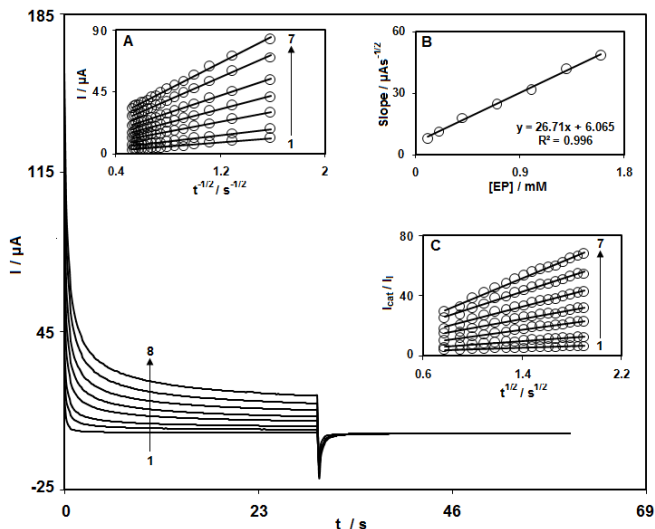 185
115
45
-25
I / µA
0
23
46
69
t / s
8
1
A
90
45
0
I / µA
0.4
1.2
2
t^-1/2 / s^-1/2
7
1
B
60
30
0
Slope / µAs^-1/2
y = 26.71x + 6.065
R² = 0.996
0
0.9
1.8
[EP] / mM
C
80
40
0
I_cat / I_l
7
1
0.6
1.4
2.2
t^1/2 / s^1/2